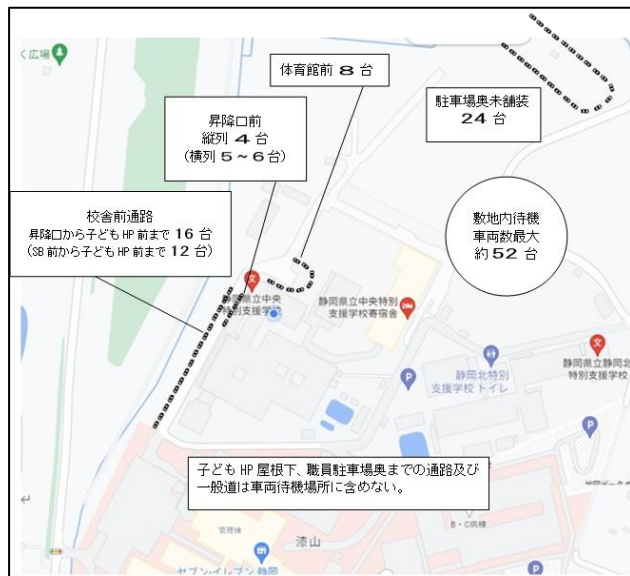 く広場
体育館前 8 台
駐車場奥未舗装
24 台
昇降口前
縦列 4 台
(横列 5～6 台)
校舎前通路
昇降口から子ども HP 前まで 16 台
(SB 前から子ども HP 前まで 12 台)
敷地内待機
車両数最大
約 52 台
静岡県立中央
特別支援学校
静岡県立中央特別
支援学校寄宿舎
静岡北特別
支援学校 トイレ
静岡県立静岡北
特別支援学校
P
P
P
子ども HP 屋根下、職員駐車場奥までの通路及び
一般道は車両待機場所に含めない。
管理棟
B・C病棟
漆山
セブン-イレブン 静岡